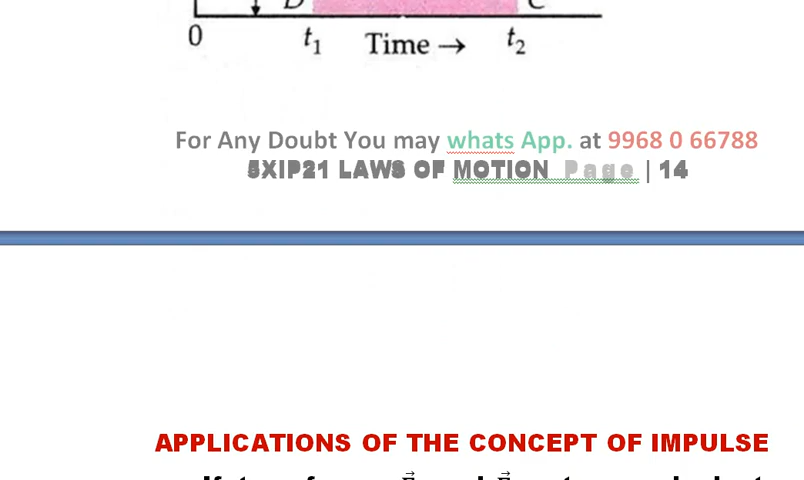 D C
0 t₁ Time → t₂
For Any Doubt You may whats App. at 9968 0 66788
5XIP21 LAWS OF MOTION Page | 14
APPLICATIONS OF THE CONCEPT OF IMPULSE